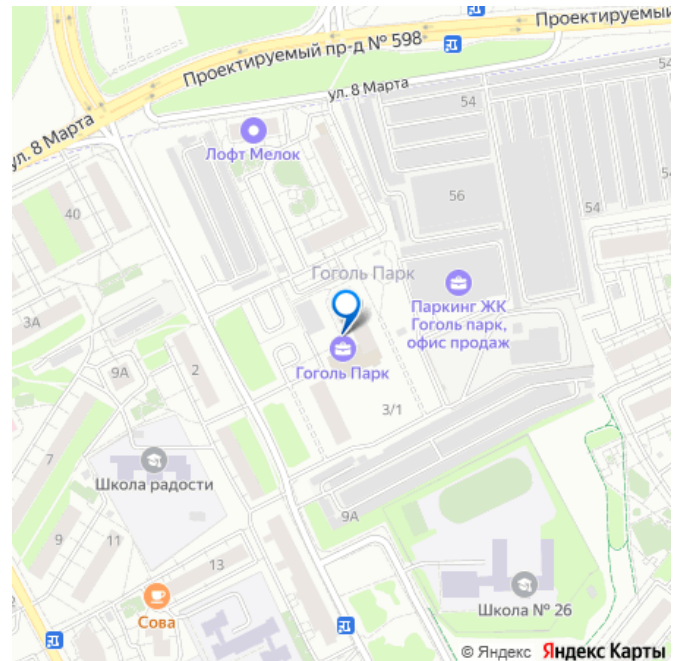 Проектируемый
Проектируемый пр-д № 598
ул. 8 Марта
54
ул. 8 Марта
Лофт Мелок
54
56
54
40
Гоголь Парк
Паркинг ЖК
Гоголь парк,
офис продаж
3А
Гоголь Парк
9А
2
3/1
7
Школа радости
9А
9
11
13
Школа № 26
Сова
© Яндекс Яндекс Карты